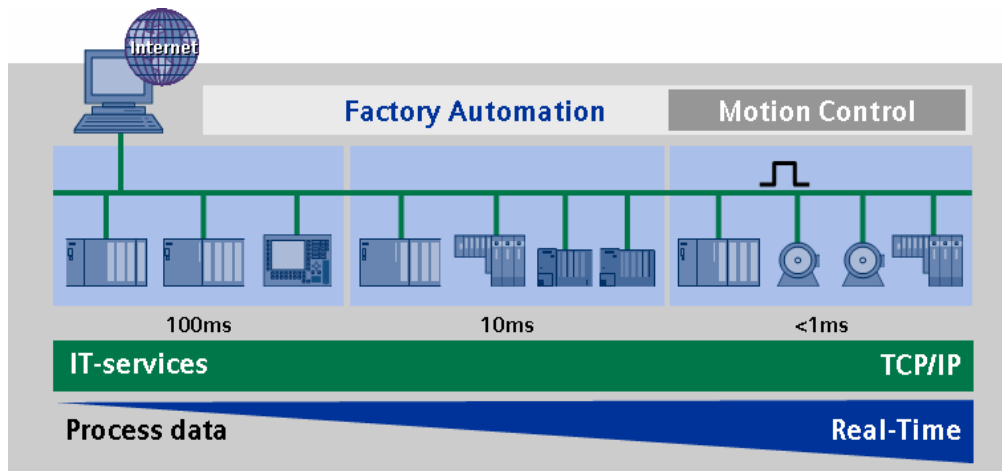 Internet
Factory Automation
Motion Control
100ms
10ms
<1ms
IT-services
TCP/IP
Process data
Real-Time